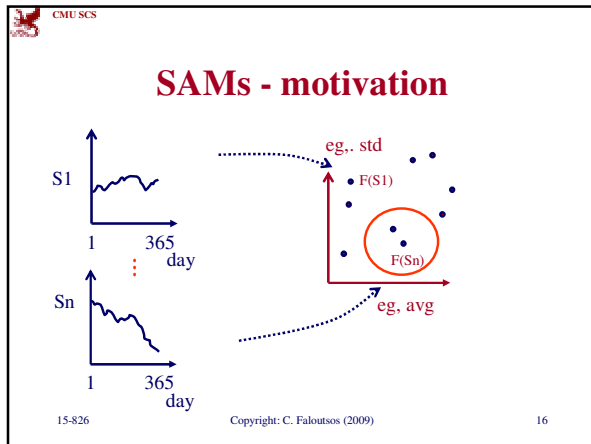 CMU SCS
SAMs - motivation
S1
1 365
day
Sn
1 365
day
eg,. std
F(S1)
F(Sn)
eg, avg
15-826 Copyright: C. Faloutsos (2009) 16